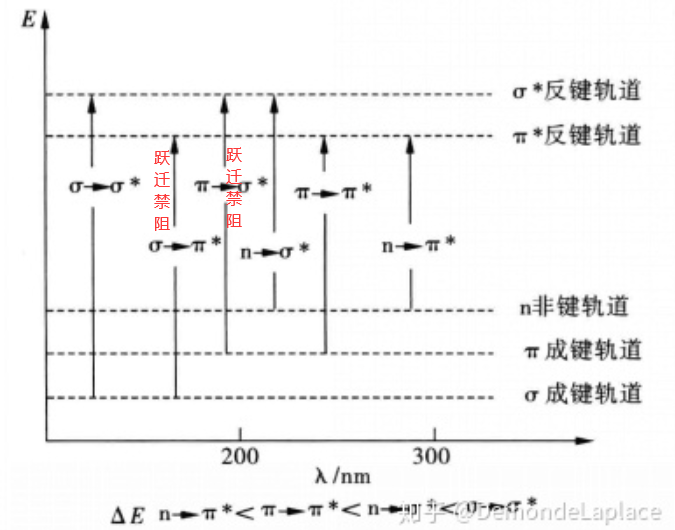 E
σ*反键轨道
π*反键轨道
跃迁禁阻
跃迁禁阻
σ→σ*
π→σ*
π→π*
σ→π*
n→σ*
n→π*
n非键轨道
π成键轨道
σ成键轨道
200
300
λ/nm
ΔE n→π*<π→π*<n→σ*<σ→σ*
知乎 @DemondeLaplace